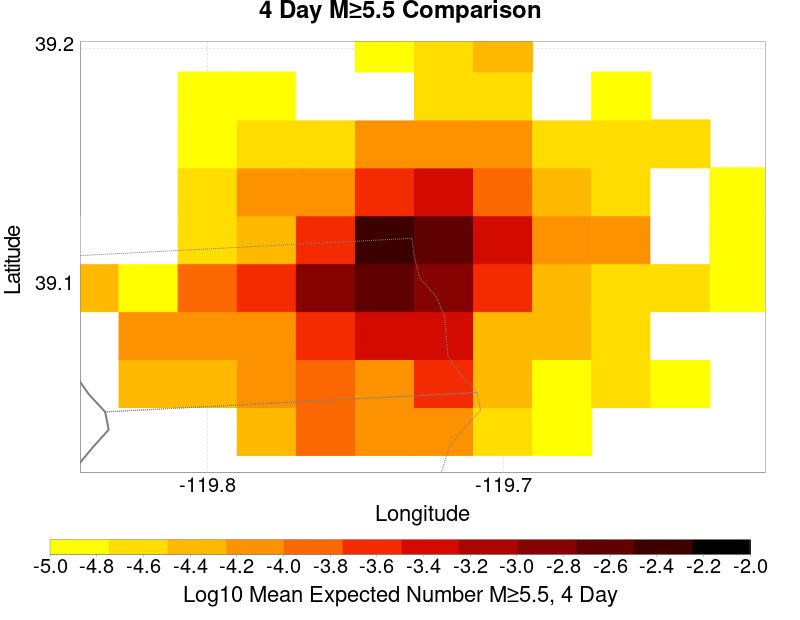 4 Day M≥5.5 Comparison
39.2
39.1
Latitude
-119.8 -119.7
Longitude
-5.0 -4.8 -4.6 -4.4 -4.2 -4.0 -3.8 -3.6 -3.4 -3.2 -3.0 -2.8 -2.6 -2.4 -2.2 -2.0
Log10 Mean Expected Number M≥5.5, 4 Day